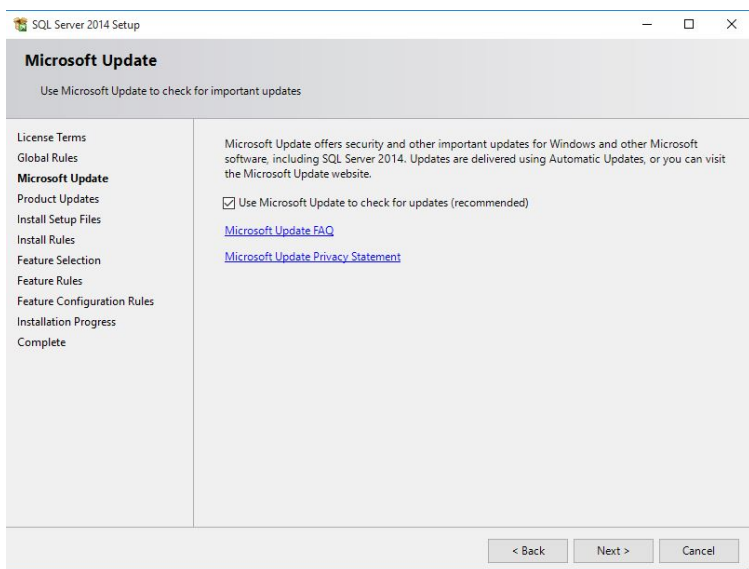 SQL Server 2014 Setup
Microsoft Update
Use Microsoft Update to check for important updates
License Terms
Global Rules
Microsoft Update
Product Updates
Install Setup Files
Install Rules
Feature Selection
Feature Rules
Feature Configuration Rules
Installation Progress
Complete
Microsoft Update offers security and other important updates for Windows and other Microsoft
software, including SQL Server 2014. Updates are delivered using Automatic Updates, or you can visit
the Microsoft Update website.
Use Microsoft Update to check for updates (recommended)
Microsoft Update FAQ
Microsoft Update Privacy Statement
< Back
Next >
Cancel